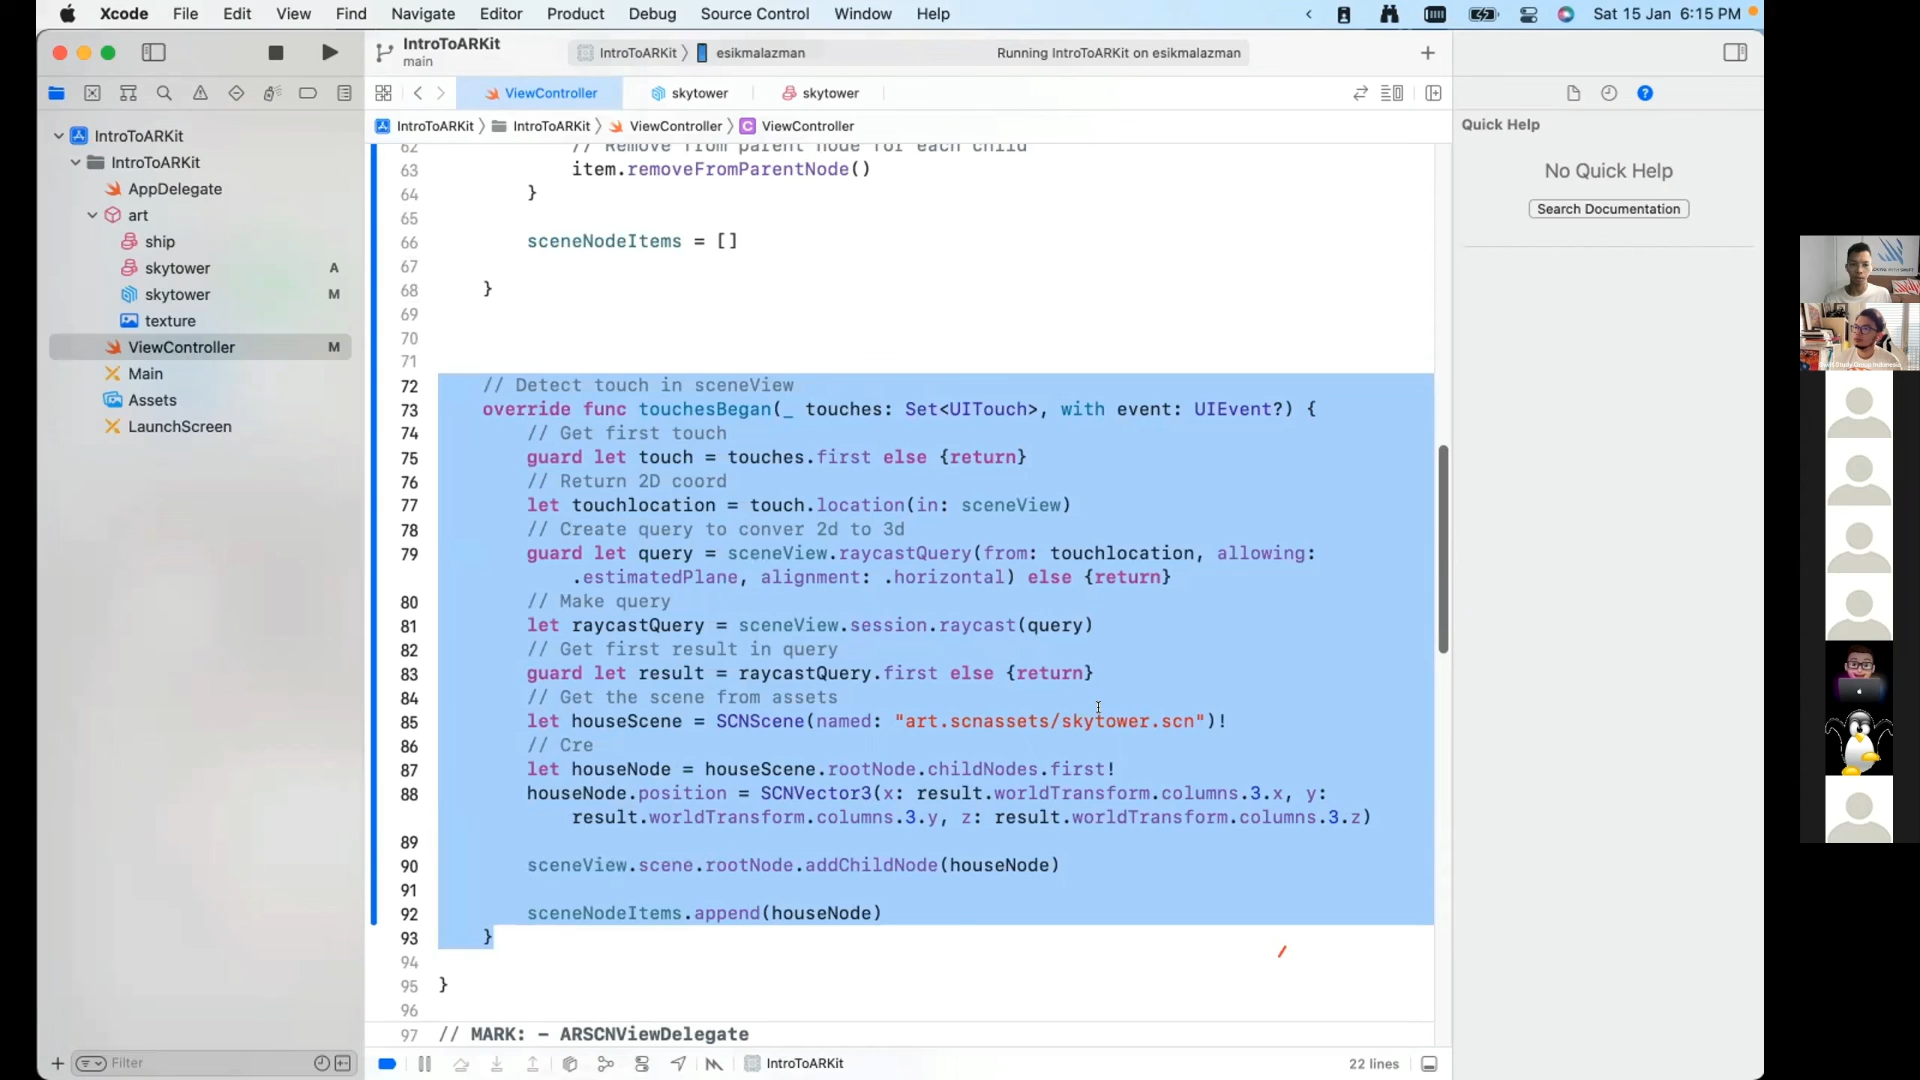 Xcode File Edit View Find Navigate Editor Product Debug Source Control Window Help
Sat 15 Jan 6:15 PM
IntroToARKit
main
IntroToARKit
esikmalazman
Running IntroToARKit on esikmalazman
ViewController
skytower
skytower
IntroToARKit
IntroToARKit
ViewController
ViewController
IntroToARKit
IntroToARKit
AppDelegate
art
ship
skytower A
skytower M
texture
ViewController M
Main
Assets
LaunchScreen
Filter
62 // Remove from parent node for each child
63 item.removeFromParentNode()
64 }
65
66 sceneNodeItems = []
67
68 }
69
70
71
72 // Detect touch in sceneView
73 override func touchesBegan(_ touches: Set<UITouch>, with event: UIEvent?) {
74 // Get first touch
75 guard let touch = touches.first else {return}
76 // Return 2D coord
77 let touchlocation = touch.location(in: sceneView)
78 // Create query to conver 2d to 3d
79 guard let query = sceneView.raycastQuery(from: touchlocation, allowing:
.estimatedPlane, alignment: .horizontal) else {return}
80 // Make query
81 let raycastQuery = sceneView.session.raycast(query)
82 // Get first result in query
83 guard let result = raycastQuery.first else {return}
84 // Get the scene from assets
85 let houseScene = SCNScene(named: "art.scnassets/skytower.scn")!
86 // Cre
87 let houseNode = houseScene.rootNode.childNodes.first!
88 houseNode.position = SCNVector3(x: result.worldTransform.columns.3.x, y:
result.worldTransform.columns.3.y, z: result.worldTransform.columns.3.z)
89
90 sceneView.scene.rootNode.addChildNode(houseNode)
91
92 sceneNodeItems.append(houseNode)
93 }
94
95 }
96
97 // MARK: - ARSCNViewDelegate
IntroToARKit
22 lines
Quick Help
No Quick Help
Search Documentation